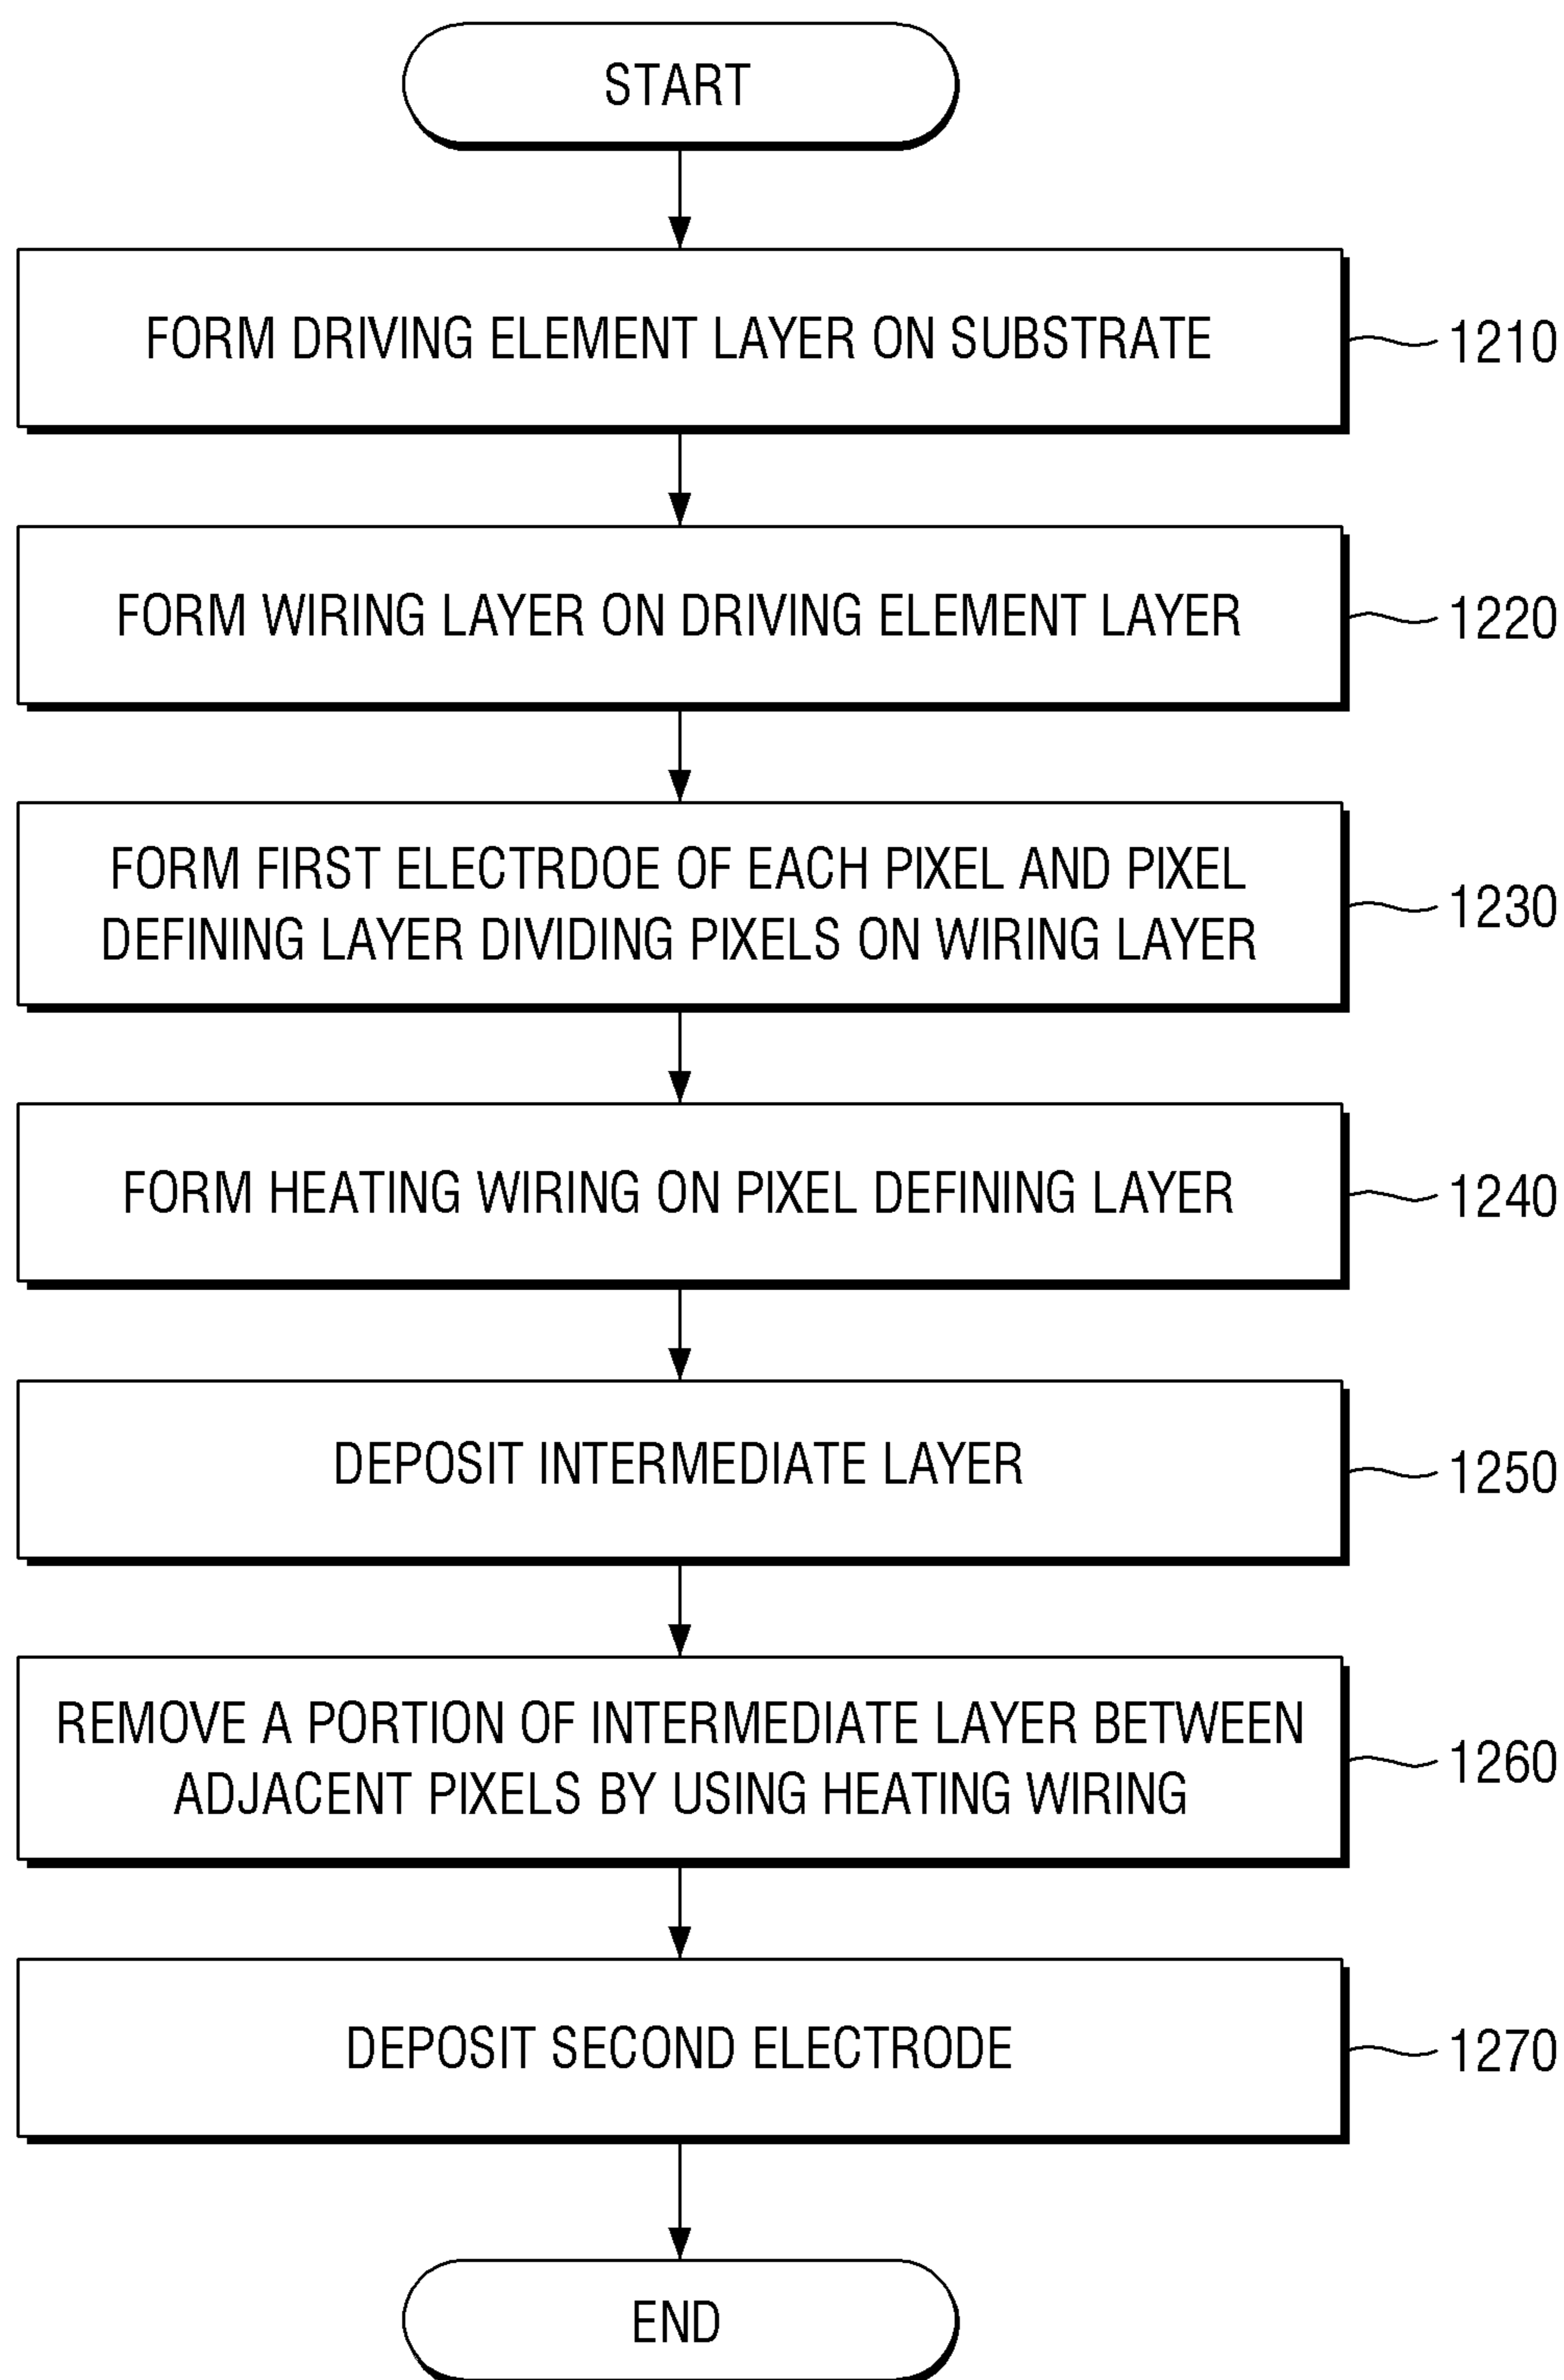 START
FORM DRIVING ELEMENT LAYER ON SUBSTRATE
1210
FORM WIRING LAYER ON DRIVING ELEMENT LAYER
1220
FORM FIRST ELECTRDOE OF EACH PIXEL AND PIXEL
DEFINING LAYER DIVIDING PIXELS ON WIRING LAYER
1230
FORM HEATING WIRING ON PIXEL DEFINING LAYER
1240
DEPOSIT INTERMEDIATE LAYER
1250
REMOVE A PORTION OF INTERMEDIATE LAYER BETWEEN
ADJACENT PIXELS BY USING HEATING WIRING
1260
DEPOSIT SECOND ELECTRODE
1270
END